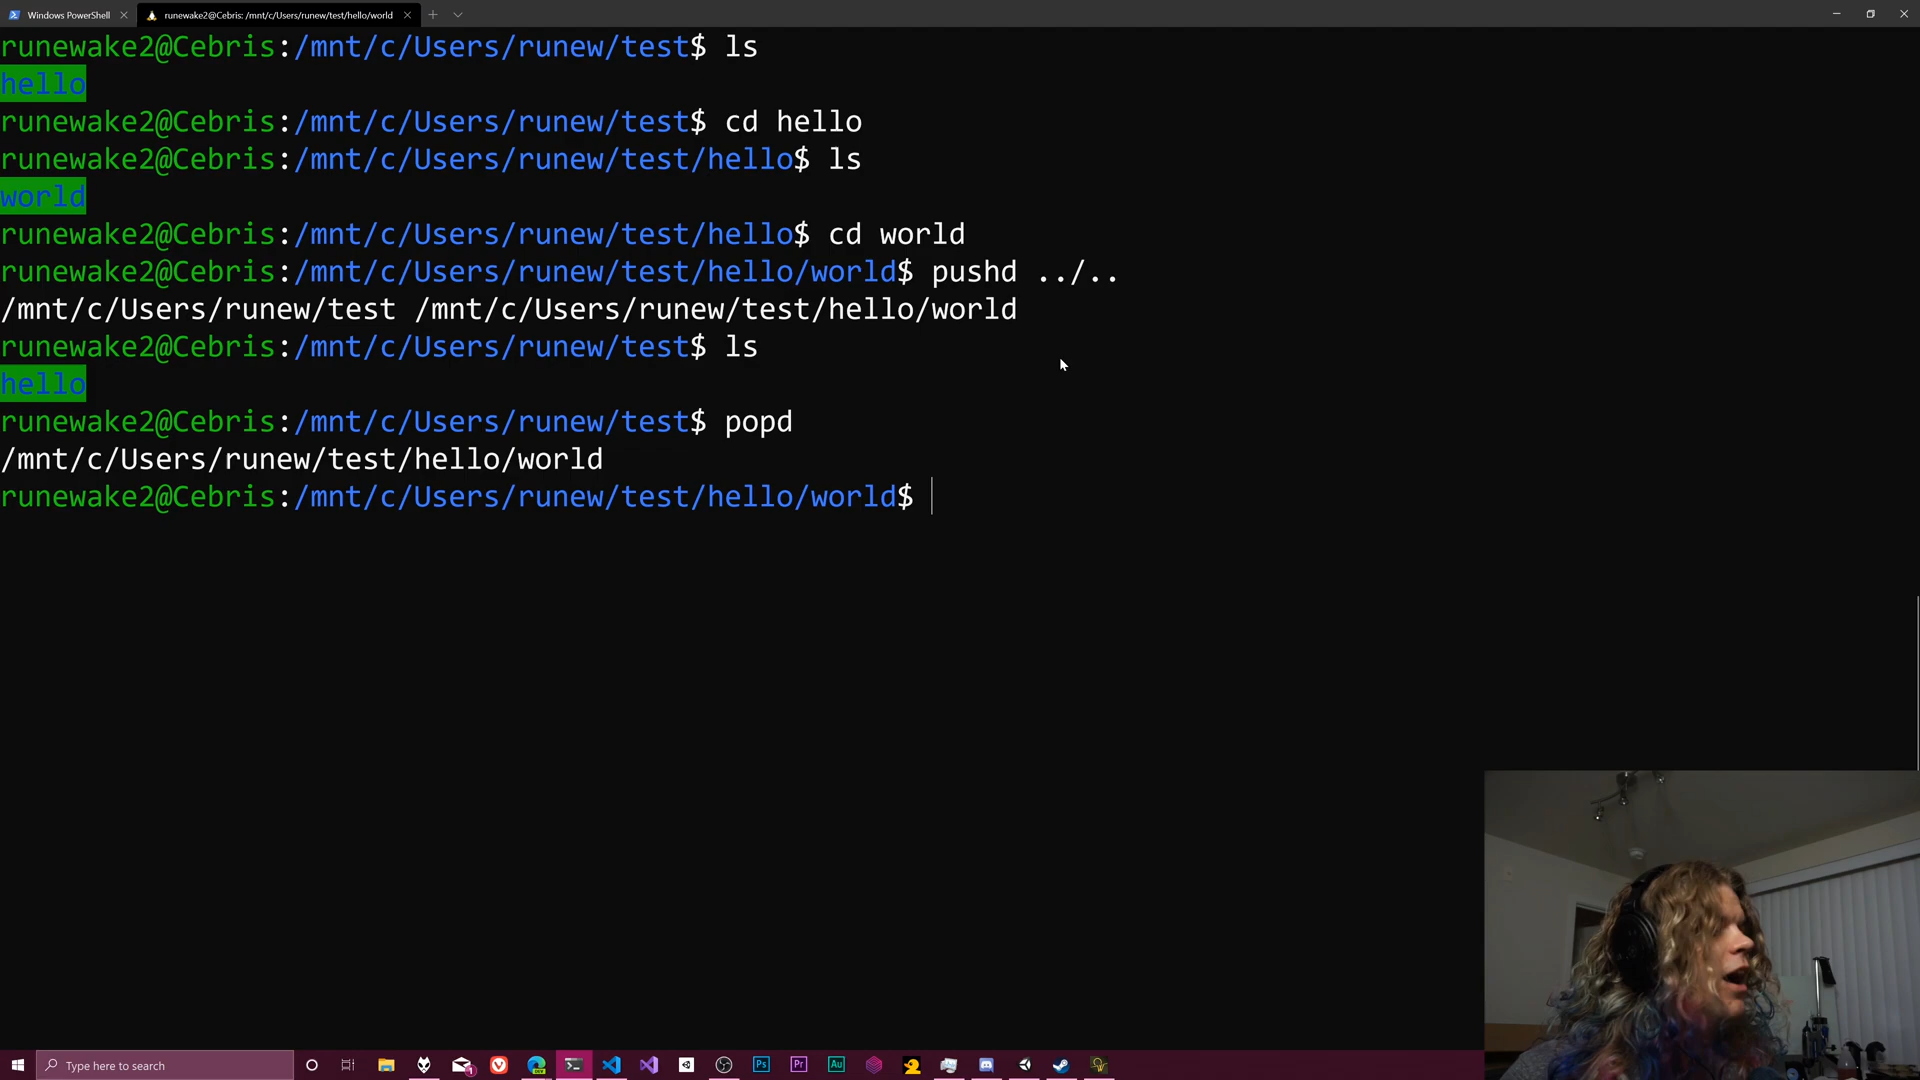 Windows PowerShell
runewake2@Cebris: /mnt/c/Users/runew/test/hello/world
runewake2@Cebris:/mnt/c/Users/runew/test$ ls
hello
runewake2@Cebris:/mnt/c/Users/runew/test$ cd hello
runewake2@Cebris:/mnt/c/Users/runew/test/hello$ ls
world
runewake2@Cebris:/mnt/c/Users/runew/test/hello$ cd world
runewake2@Cebris:/mnt/c/Users/runew/test/hello/world$ pushd ../..
/mnt/c/Users/runew/test /mnt/c/Users/runew/test/hello/world
runewake2@Cebris:/mnt/c/Users/runew/test$ ls
hello
runewake2@Cebris:/mnt/c/Users/runew/test$ popd
/mnt/c/Users/runew/test/hello/world
runewake2@Cebris:/mnt/c/Users/runew/test/hello/world$
Type here to search
1
Ps
Pr
Au